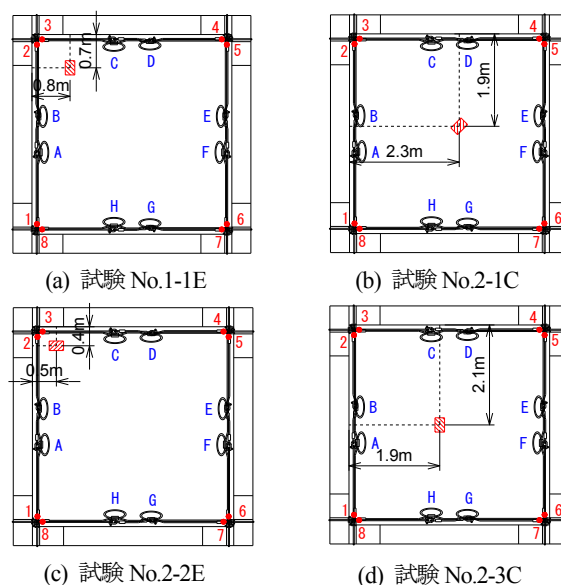 3
4
2
5
0.7m
0.8m
C
D
B
E
A
F
H
G
1
6
8
7
(a) 試験 No.1-1E
3
4
2
5
1.9m
C
D
B
E
A
F
2.3m
H
G
1
6
8
7
(b) 試験 No.2-1C
3
4
2
5
0.4m
0.5m
C
D
B
E
A
F
H
G
1
6
8
7
(c) 試験 No.2-2E
3
4
2
5
2.1m
C
D
B
E
A
F
1.9m
H
G
1
6
8
7
(d) 試験 No.2-3C